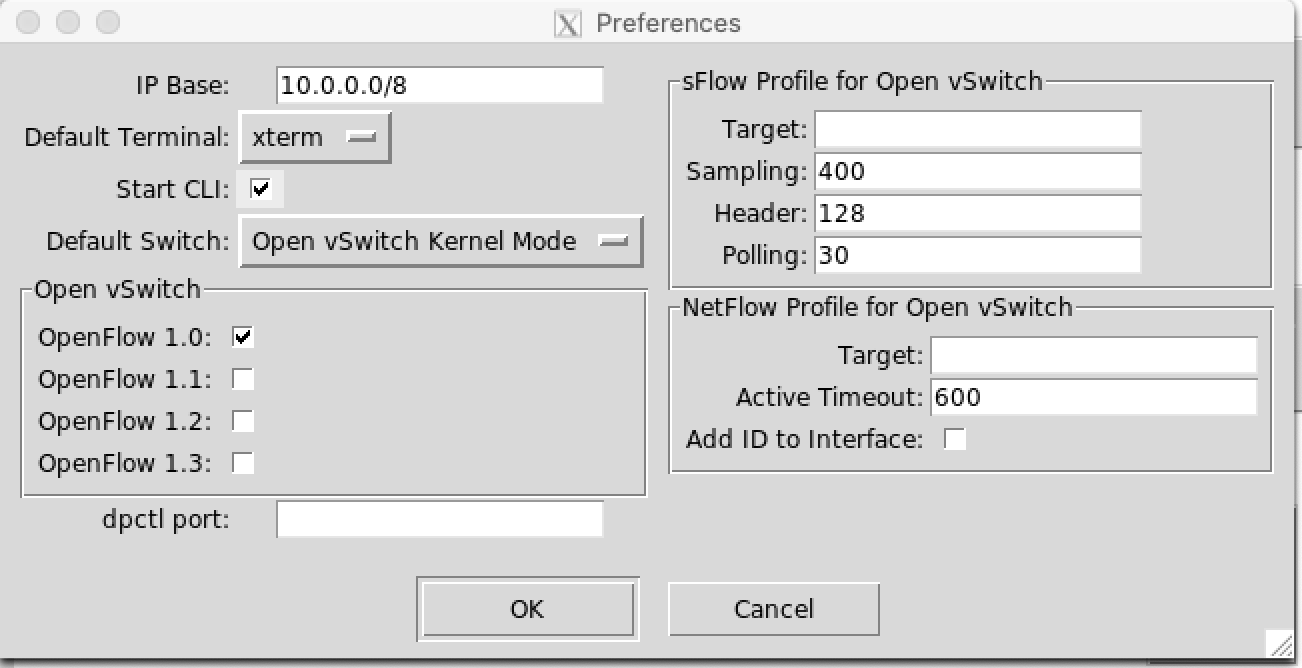 Preferences
IP Base: 10.0.0.0/8
Default Terminal: xterm
Start CLI:
Default Switch: Open vSwitch Kernel Mode
Open vSwitch
OpenFlow 1.0:
OpenFlow 1.1:
OpenFlow 1.2:
OpenFlow 1.3:
dpctl port:
sFlow Profile for Open vSwitch
Target:
Sampling: 400
Header: 128
Polling: 30
NetFlow Profile for Open vSwitch
Target:
Active Timeout: 600
Add ID to Interface:
OK
Cancel